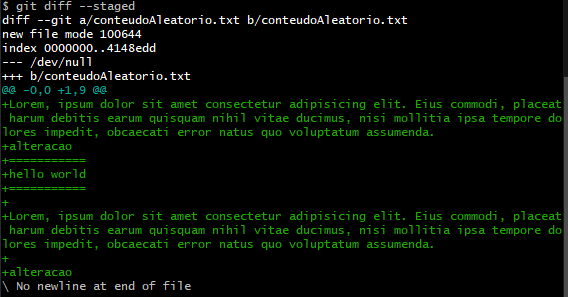 $ git diff --staged
diff --git a/conteudoAleatorio.txt b/conteudoAleatorio.txt
new file mode 100644
index 0000000..4148edd
--- /dev/null
+++ b/conteudoAleatorio.txt
@@ -0,0 +1,9 @@
+Lorem, ipsum dolor sit amet consectetur adipisicing elit. Eius commodi, placeat
 harum debitis earum quisquam nihil vitae ducimus, nisi mollitia ipsa tempore do
lores impedit, obcaecati error natus quo voluptatum assumenda.
+alteracao
+===========
+hello world
+===========
+
+Lorem, ipsum dolor sit amet consectetur adipisicing elit. Eius commodi, placeat
 harum debitis earum quisquam nihil vitae ducimus, nisi mollitia ipsa tempore do
lores impedit, obcaecati error natus quo voluptatum assumenda.
+
+alteracao
\ No newline at end of file